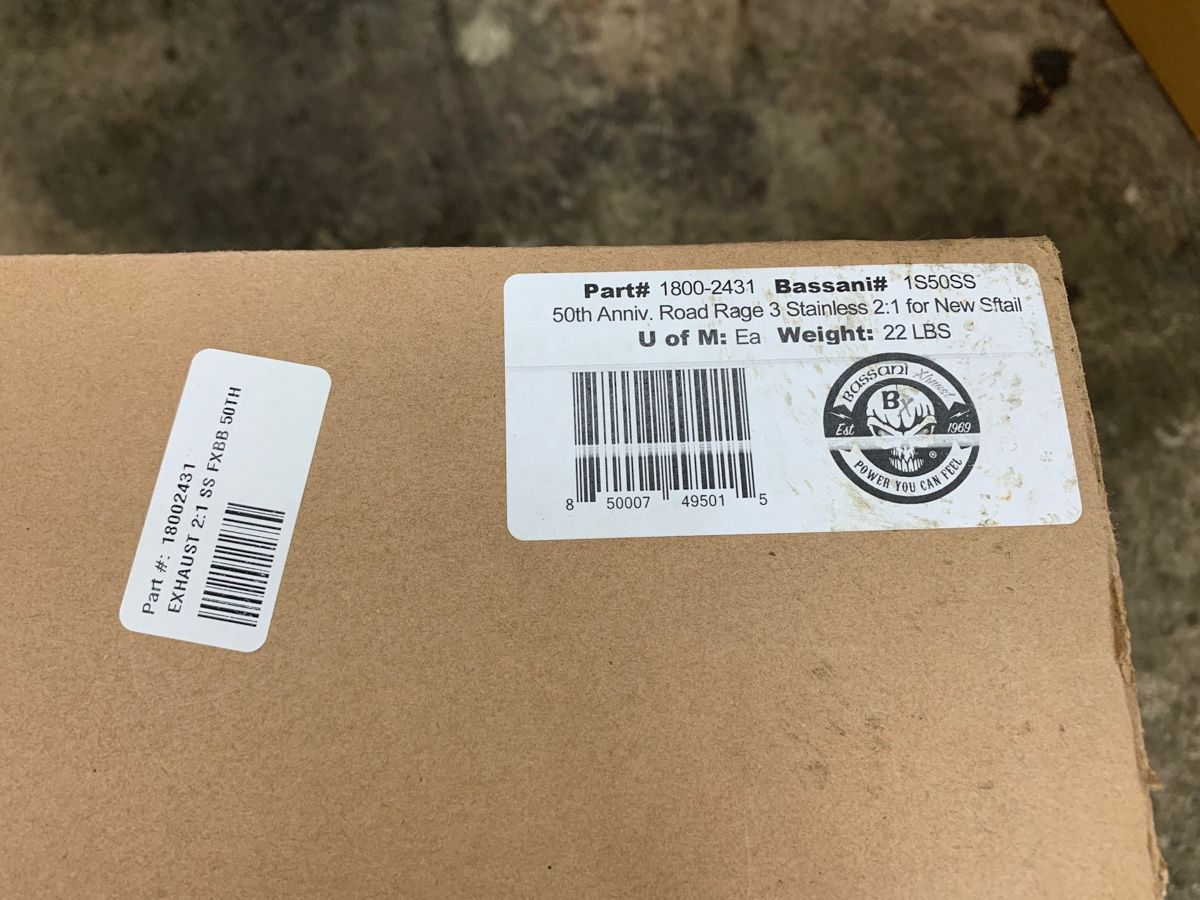 Part# 1800-2431 Bassani# 1S50SS
50th Anniv. Road Rage 3 Stainless 2:1 for New Sftail
U of M: Ea Weight: 22 LBS
8 50007 49501 5
Bassani Xhaust
Bx
Est 1969
®
POWER YOU CAN FEEL
Part #: 18002431
EXHAUST 2:1 SS FXBB 50TH